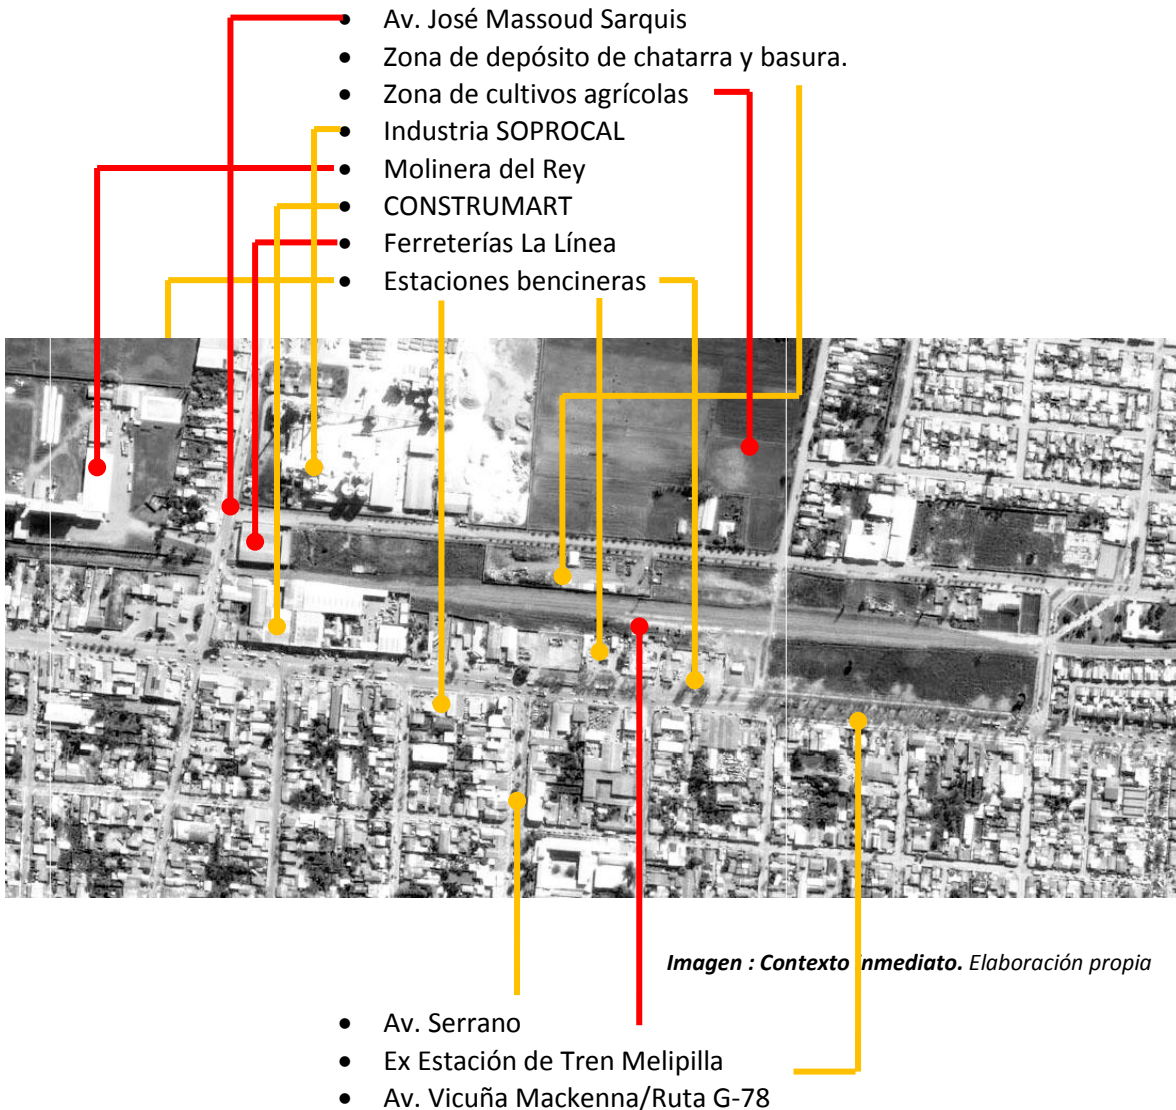 • Av. José Massoud Sarquis
• Zona de depósito de chatarra y basura.
• Zona de cultivos agrícolas
• Industria SOPROCAL
• Molinera del Rey
• CONSTRUMART
• Ferreterías La Línea
• Estaciones bencineras
Imagen : Contexto inmediato. Elaboración propia
• Av. Serrano
• Ex Estación de Tren Melipilla
• Av. Vicuña Mackenna/Ruta G-78